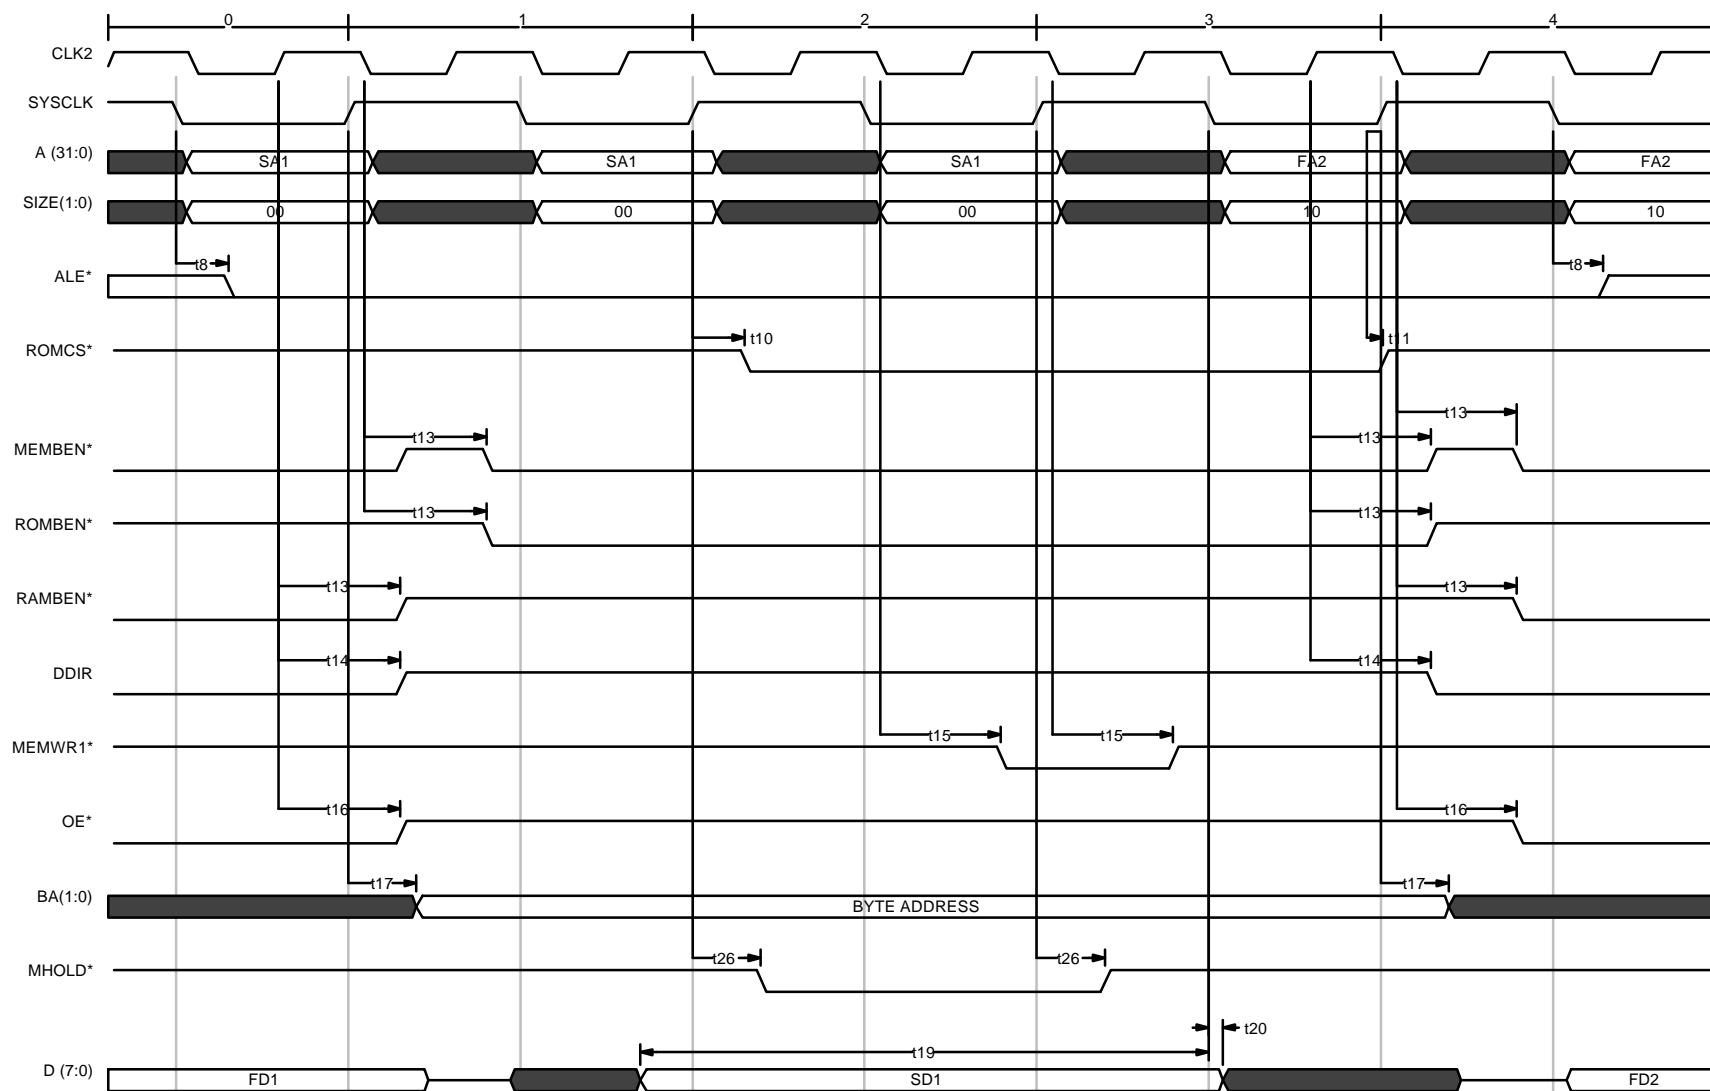 0 1 2 3 4
CLK2
SYSCLK
A (31:0) SA1 SA1 SA1 FA2 FA2
SIZE(1:0) 00 00 00 10 10
t8 t8
ALE*
t10 t11
ROMCS*
t13
t13 t13
MEMBEN*
t13 t13
ROMBEN*
t13 t13
RAMBEN*
t14 t14
DDIR
t15 t15
MEMWR1*
t16 t16
OE*
t17 t17
BA(1:0) BYTE ADDRESS
t26 t26
MHOLD*
t20
t19
D (7:0) FD1 SD1 FD2